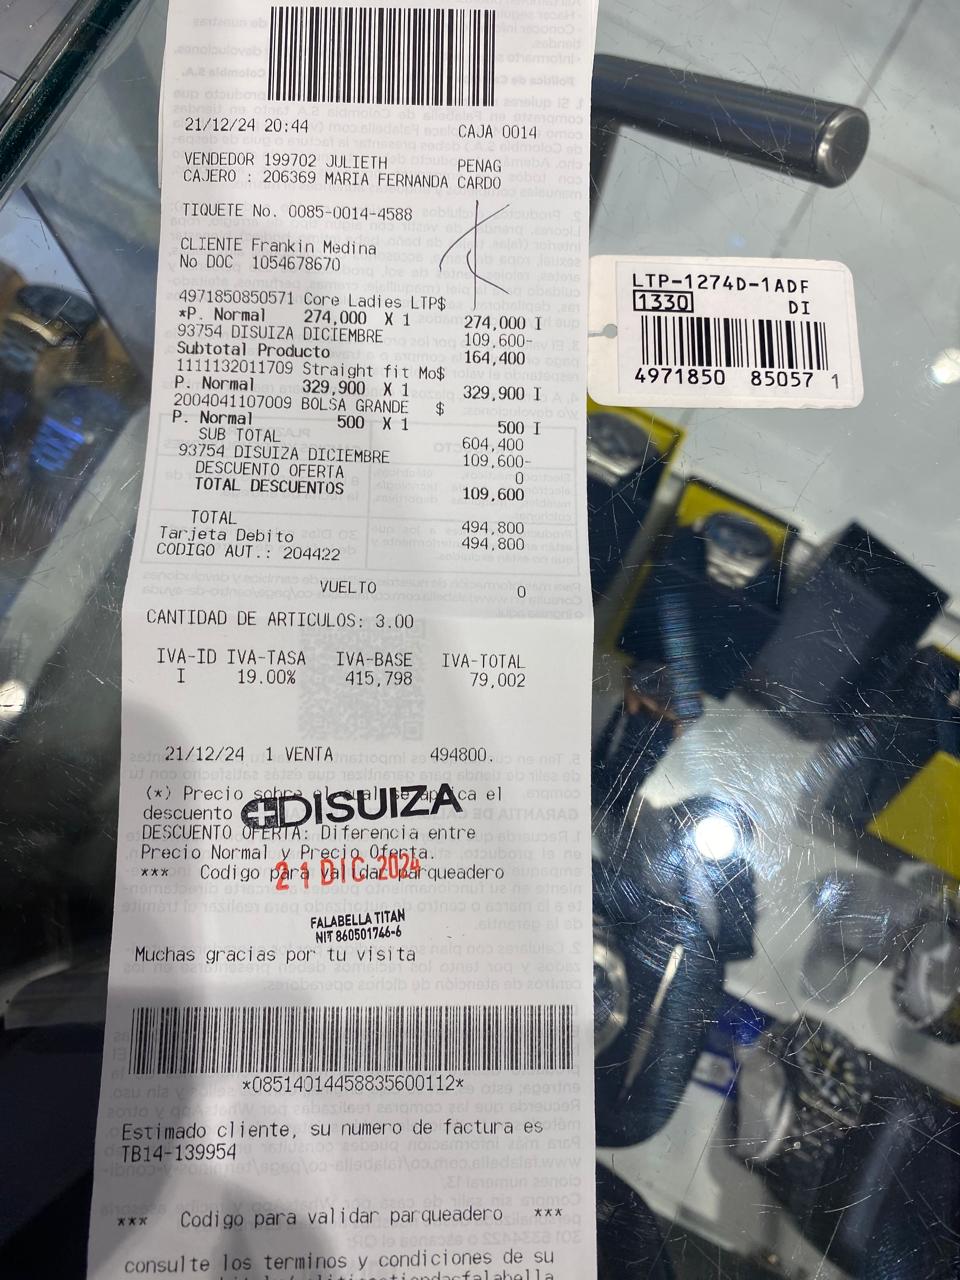 21/12/24 20:44 CAJA 0014
VENDEDOR 199702 JULIETH PENAG
CAJERO : 206369 MARIA FERNANDA CARDO
TIQUETE No. 0085-0014-4588
CLIENTE Frankin Medina
No DOC 1054678670
4971850850571 Core Ladies LTP$
*P. Normal 274,000 X 1 274,000 I
93754 DISUIZA DICIEMBRE 109,600-
Subtotal Producto 164,400
1111132011709 Straight fit Mo$
P. Normal 329,900 X 1 329,900 I
2004041107009 BOLSA GRANDE $
P. Normal 500 X 1 500 I
SUB TOTAL 604,400
93754 DISUIZA DICIEMBRE 109,600-
DESCUENTO OFERTA 0
TOTAL DESCUENTOS 109,600
TOTAL 494,800
Tarjeta Debito 494,800
CODIGO AUT.: 204422
VUELTO 0
CANTIDAD DE ARTICULOS: 3.00
IVA-ID IVA-TASA IVA-BASE IVA-TOTAL
I 19.00% 415,798 79,002
21/12/24 1 VENTA 494800.
(*) Precio sobre el cual se aplica el
descuento
DISUIZA
DESCUENTO OFERTA: Diferencia entre
Precio Normal y Precio Oferta.
*** Codigo para validar parqueadero
21 DIC 2024
FALABELLA TITAN
NIT 860501746-6
Muchas gracias por tu visita
*08514014458835600112*
Estimado cliente, su numero de factura es
TB14-139954
*** Codigo para validar parqueadero ***
consulte los terminos y condiciones de su
LTP-1274D-1ADF
1330 DI
4971850 85057 1